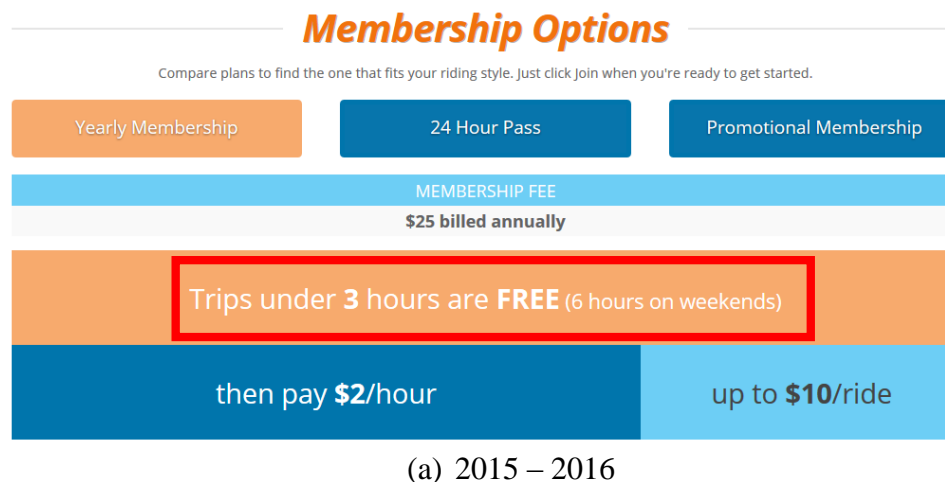 Membership Options
Compare plans to find the one that fits your riding style. Just click Join when you're ready to get started.
Yearly Membership
24 Hour Pass
Promotional Membership
MEMBERSHIP FEE
$25 billed annually
Trips under 3 hours are FREE (6 hours on weekends)
then pay $2/hour
up to $10/ride
(a) 2015 – 2016